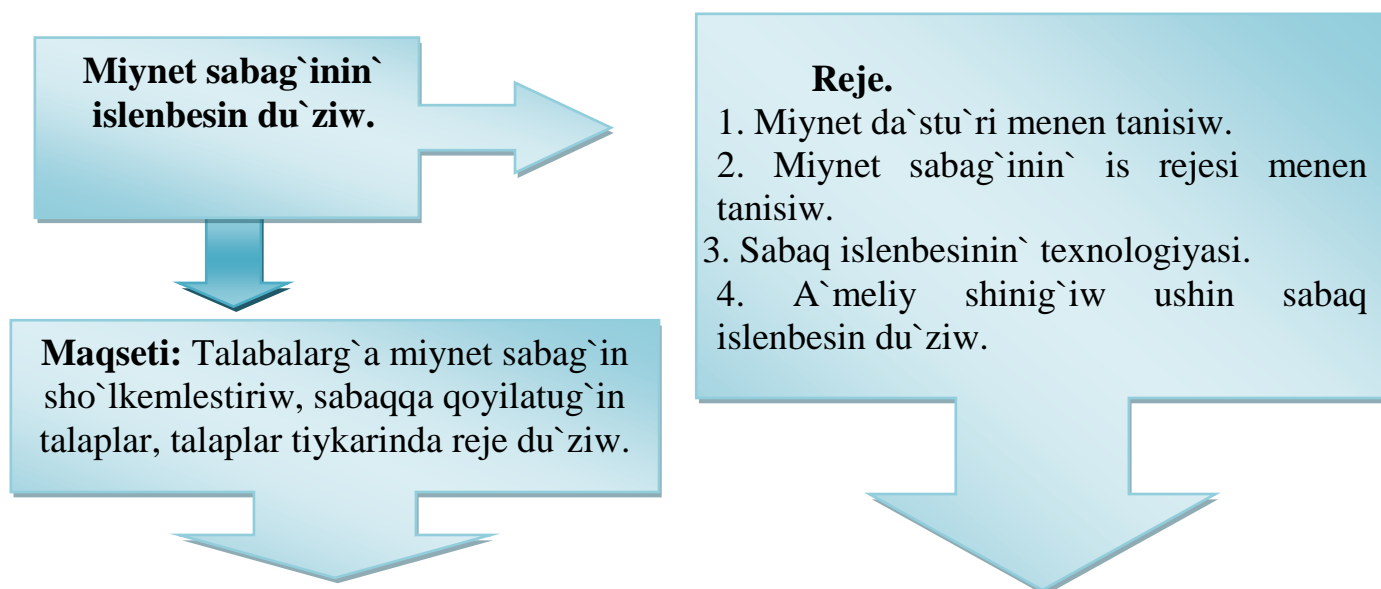 Miynet sabag`inin`
islenbesin du`ziw.
Maqseti: Talabalarg`a miynet sabag`in
sho`lkemlestiriw, sabaqqa qoyilatug`in
talaplar, talaplar tiykarinda reje du`ziw.
Reje.
1. Miynet da`stu`ri menen tanisiw.
2. Miynet sabag`inin` is rejesi menen
tanisiw.
3. Sabaq islenbesinin` texnologiyasi.
4. A`meliy shinig`iw ushin sabaq
islenbesin du`ziw.